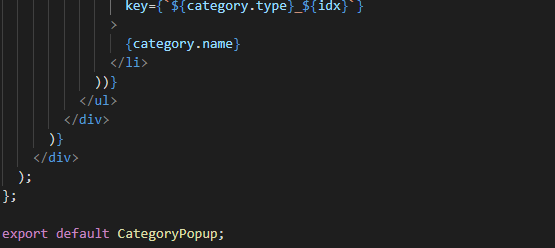 key={`${category.type}_${idx}`}
>
{category.name}
</li>
))}
</ul>
</div>
)}
</div>
);
};
export default CategoryPopup;